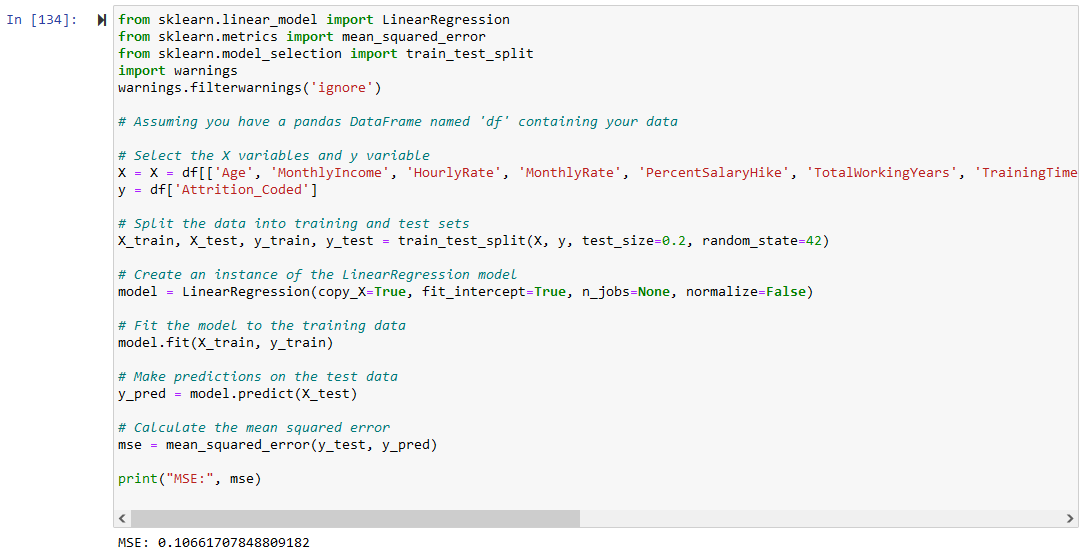 In [134]:
from sklearn.linear_model import LinearRegression
from sklearn.metrics import mean_squared_error
from sklearn.model_selection import train_test_split
import warnings
warnings.filterwarnings('ignore')
# Assuming you have a pandas DataFrame named 'df' containing your data
# Select the X variables and y variable
X = X = df[['Age', 'MonthlyIncome', 'HourlyRate', 'MonthlyRate', 'PercentSalaryHike', 'TotalWorkingYears', 'TrainingTime
y = df['Attrition_Coded']
# Split the data into training and test sets
X_train, X_test, y_train, y_test = train_test_split(X, y, test_size=0.2, random_state=42)
# Create an instance of the LinearRegression model
model = LinearRegression(copy_X=True, fit_intercept=True, n_jobs=None, normalize=False)
# Fit the model to the training data
model.fit(X_train, y_train)
# Make predictions on the test data
y_pred = model.predict(X_test)
# Calculate the mean squared error
mse = mean_squared_error(y_test, y_pred)
print("MSE:", mse)
MSE: 0.10661707848809182